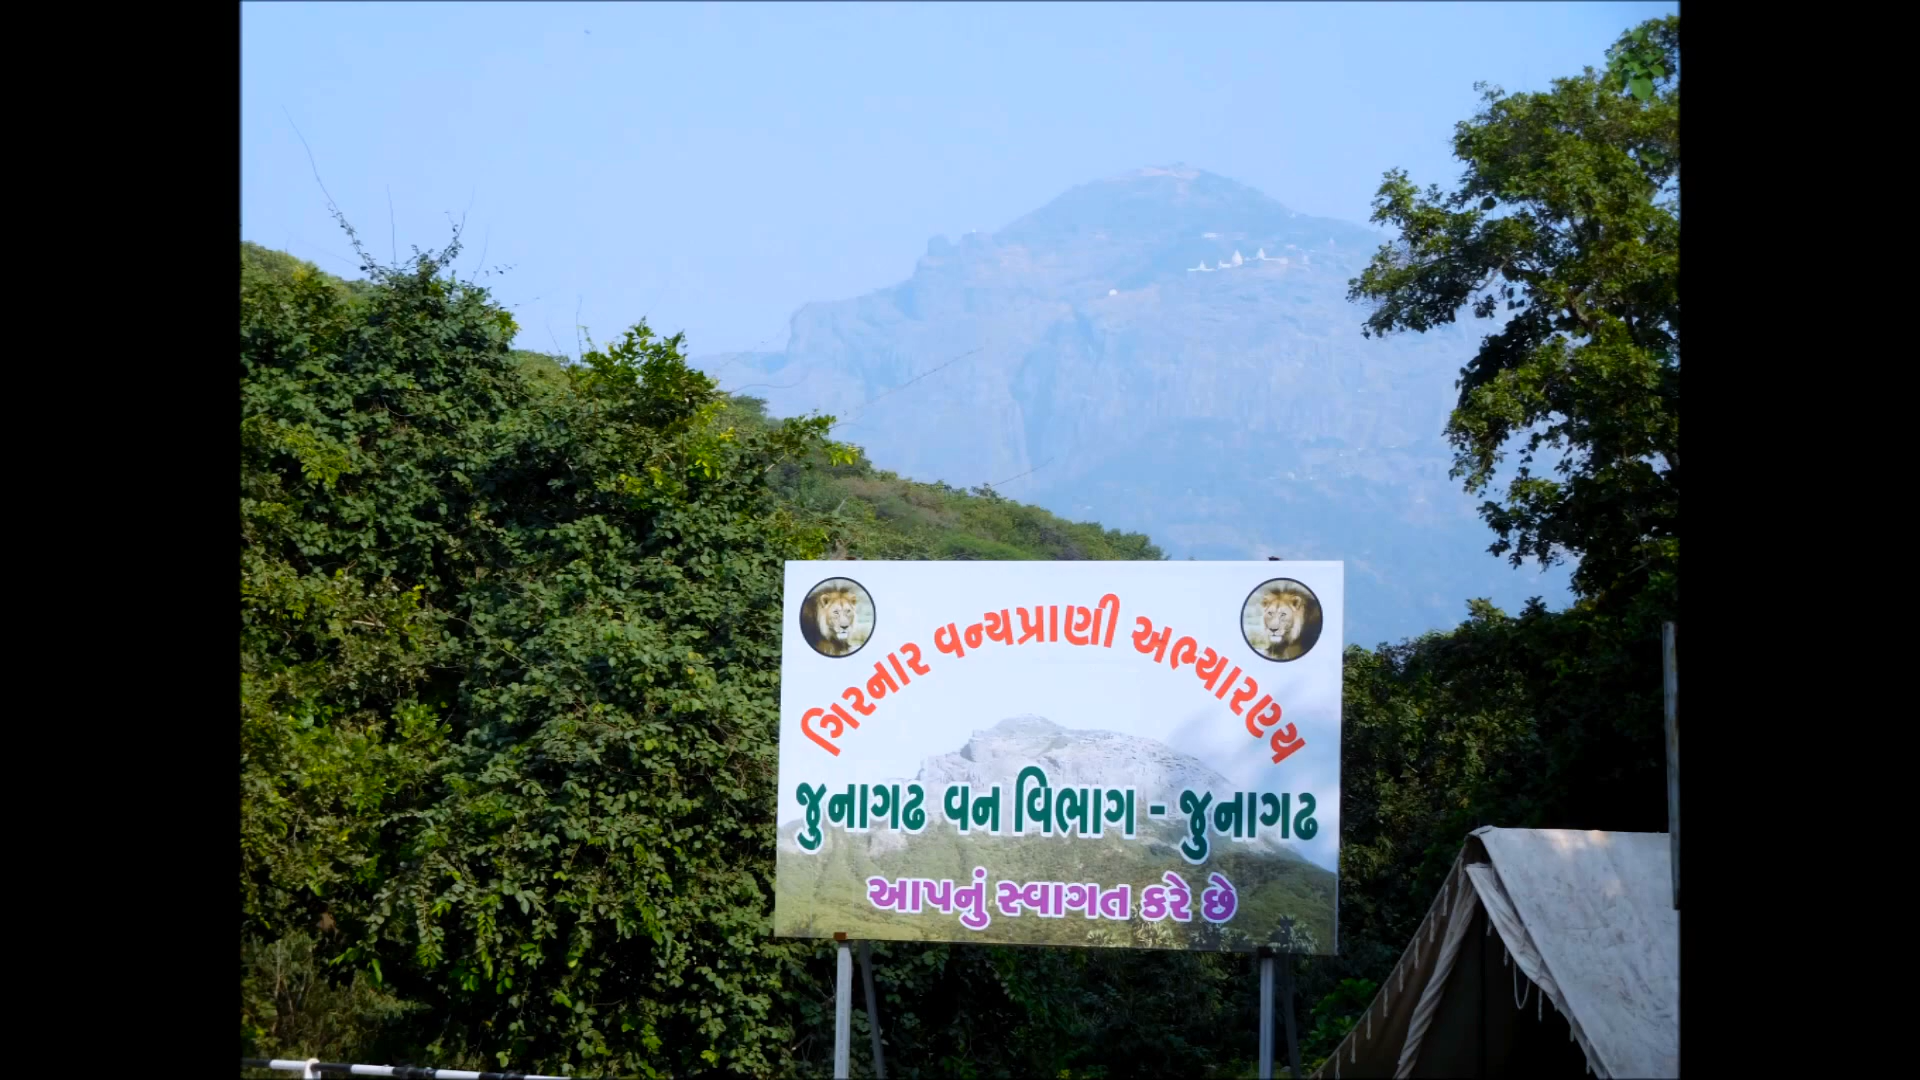 ગિરનાર વન્યપ્રાણી અભ્યારણ્ય
જુનાગઢ વન વિભાગ - જુનાગઢ
આપનું સ્વાગત કરે છે